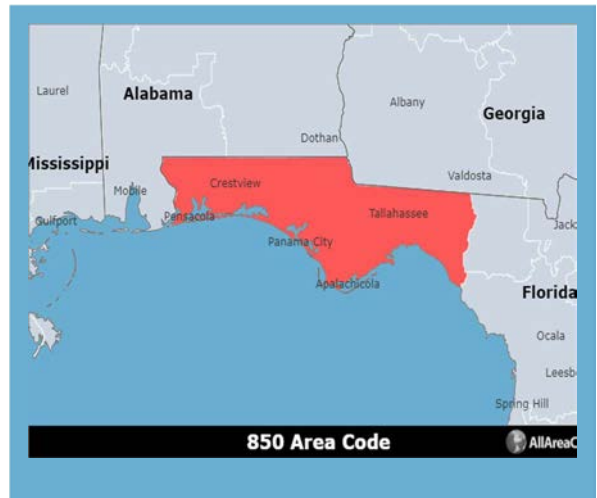 Laurel
Alabama
Albany
Georgia
Dothan
Mississippi
Crestview
Valdosta
Mobile
Gulfport
Pensacola
Tallahassee
Jack
Panama City
Apalachicola
Florida
Ocala
Leesb
Spring Hill
850 Area Code
AllAreaC